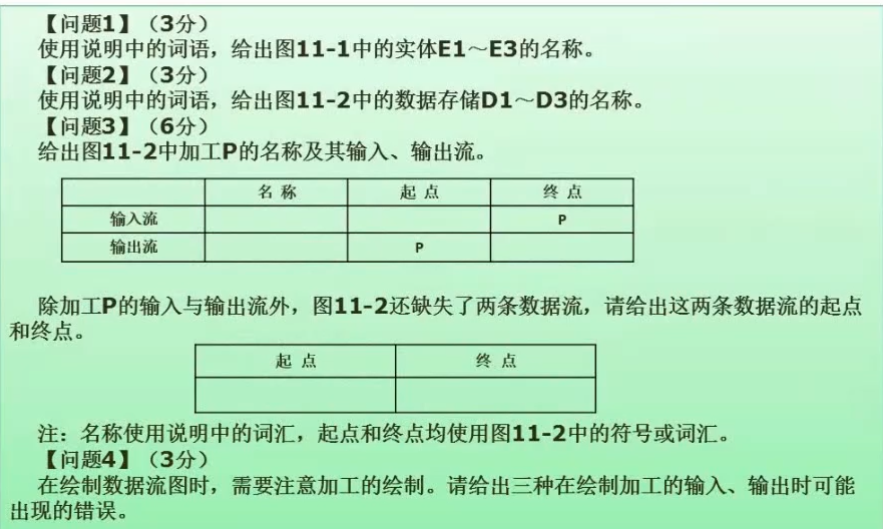 【问题1】（3分）
使用说明中的词语，给出图11-1中的实体E1～E3的名称。
【问题2】（3分）
使用说明中的词语，给出图11-2中的数据存储D1～D3的名称。
【问题3】（6分）
给出图11-2中加工P的名称及其输入、输出流。
名 称 起 点 终 点
输入流 P
输出流 P
除加工P的输入与输出流外，图11-2还缺失了两条数据流，请给出这两条数据流的起点
和终点。
起 点 终 点
注：名称使用说明中的词汇，起点和终点均使用图11-2中的符号或词汇。
【问题4】（3分）
在绘制数据流图时，需要注意加工的绘制。请给出三种在绘制加工的输入、输出时可能
出现的错误。